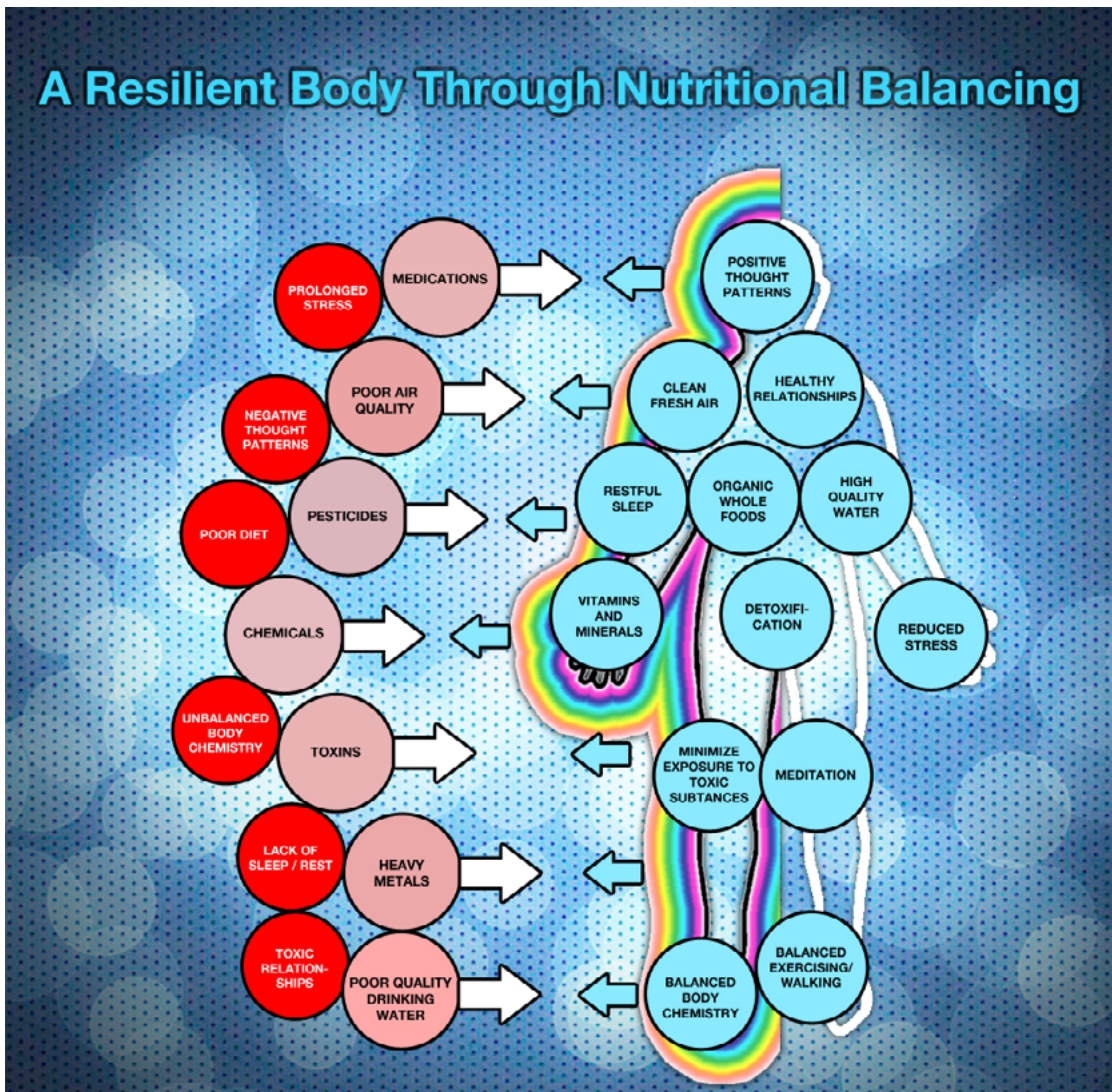 A Resilient Body Through Nutritional Balancing
MEDICATIONS
PROLONGED
STRESS
POOR AIR
QUALITY
NEGATIVE
THOUGHT
PATTERNS
PESTICIDES
POOR DIET
CHEMICALS
UNBALANCED
BODY
CHEMISTRY
TOXINS
LACK OF
SLEEP / REST
HEAVY
METALS
TOXIC
RELATION-
SHIPS
POOR QUALITY
DRINKING
WATER
POSITIVE
THOUGHT
PATTERNS
CLEAN
FRESH AIR
HEALTHY
RELATIONSHIPS
RESTFUL
SLEEP
ORGANIC
WHOLE
FOODS
HIGH
QUALITY
WATER
VITAMINS
AND
MINERALS
DETOXIFI-
CATION
REDUCED
STRESS
MINIMIZE
EXPOSURE TO
TOXIC
SUBTANCES
MEDITATION
BALANCED
BODY
CHEMISTRY
BALANCED
EXERCISING/
WALKING